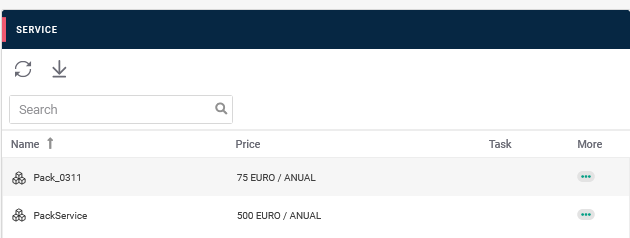 SERVICE
Search
Name Price Task More
Pack_0311 75 EURO / ANUAL
PackService 500 EURO / ANUAL